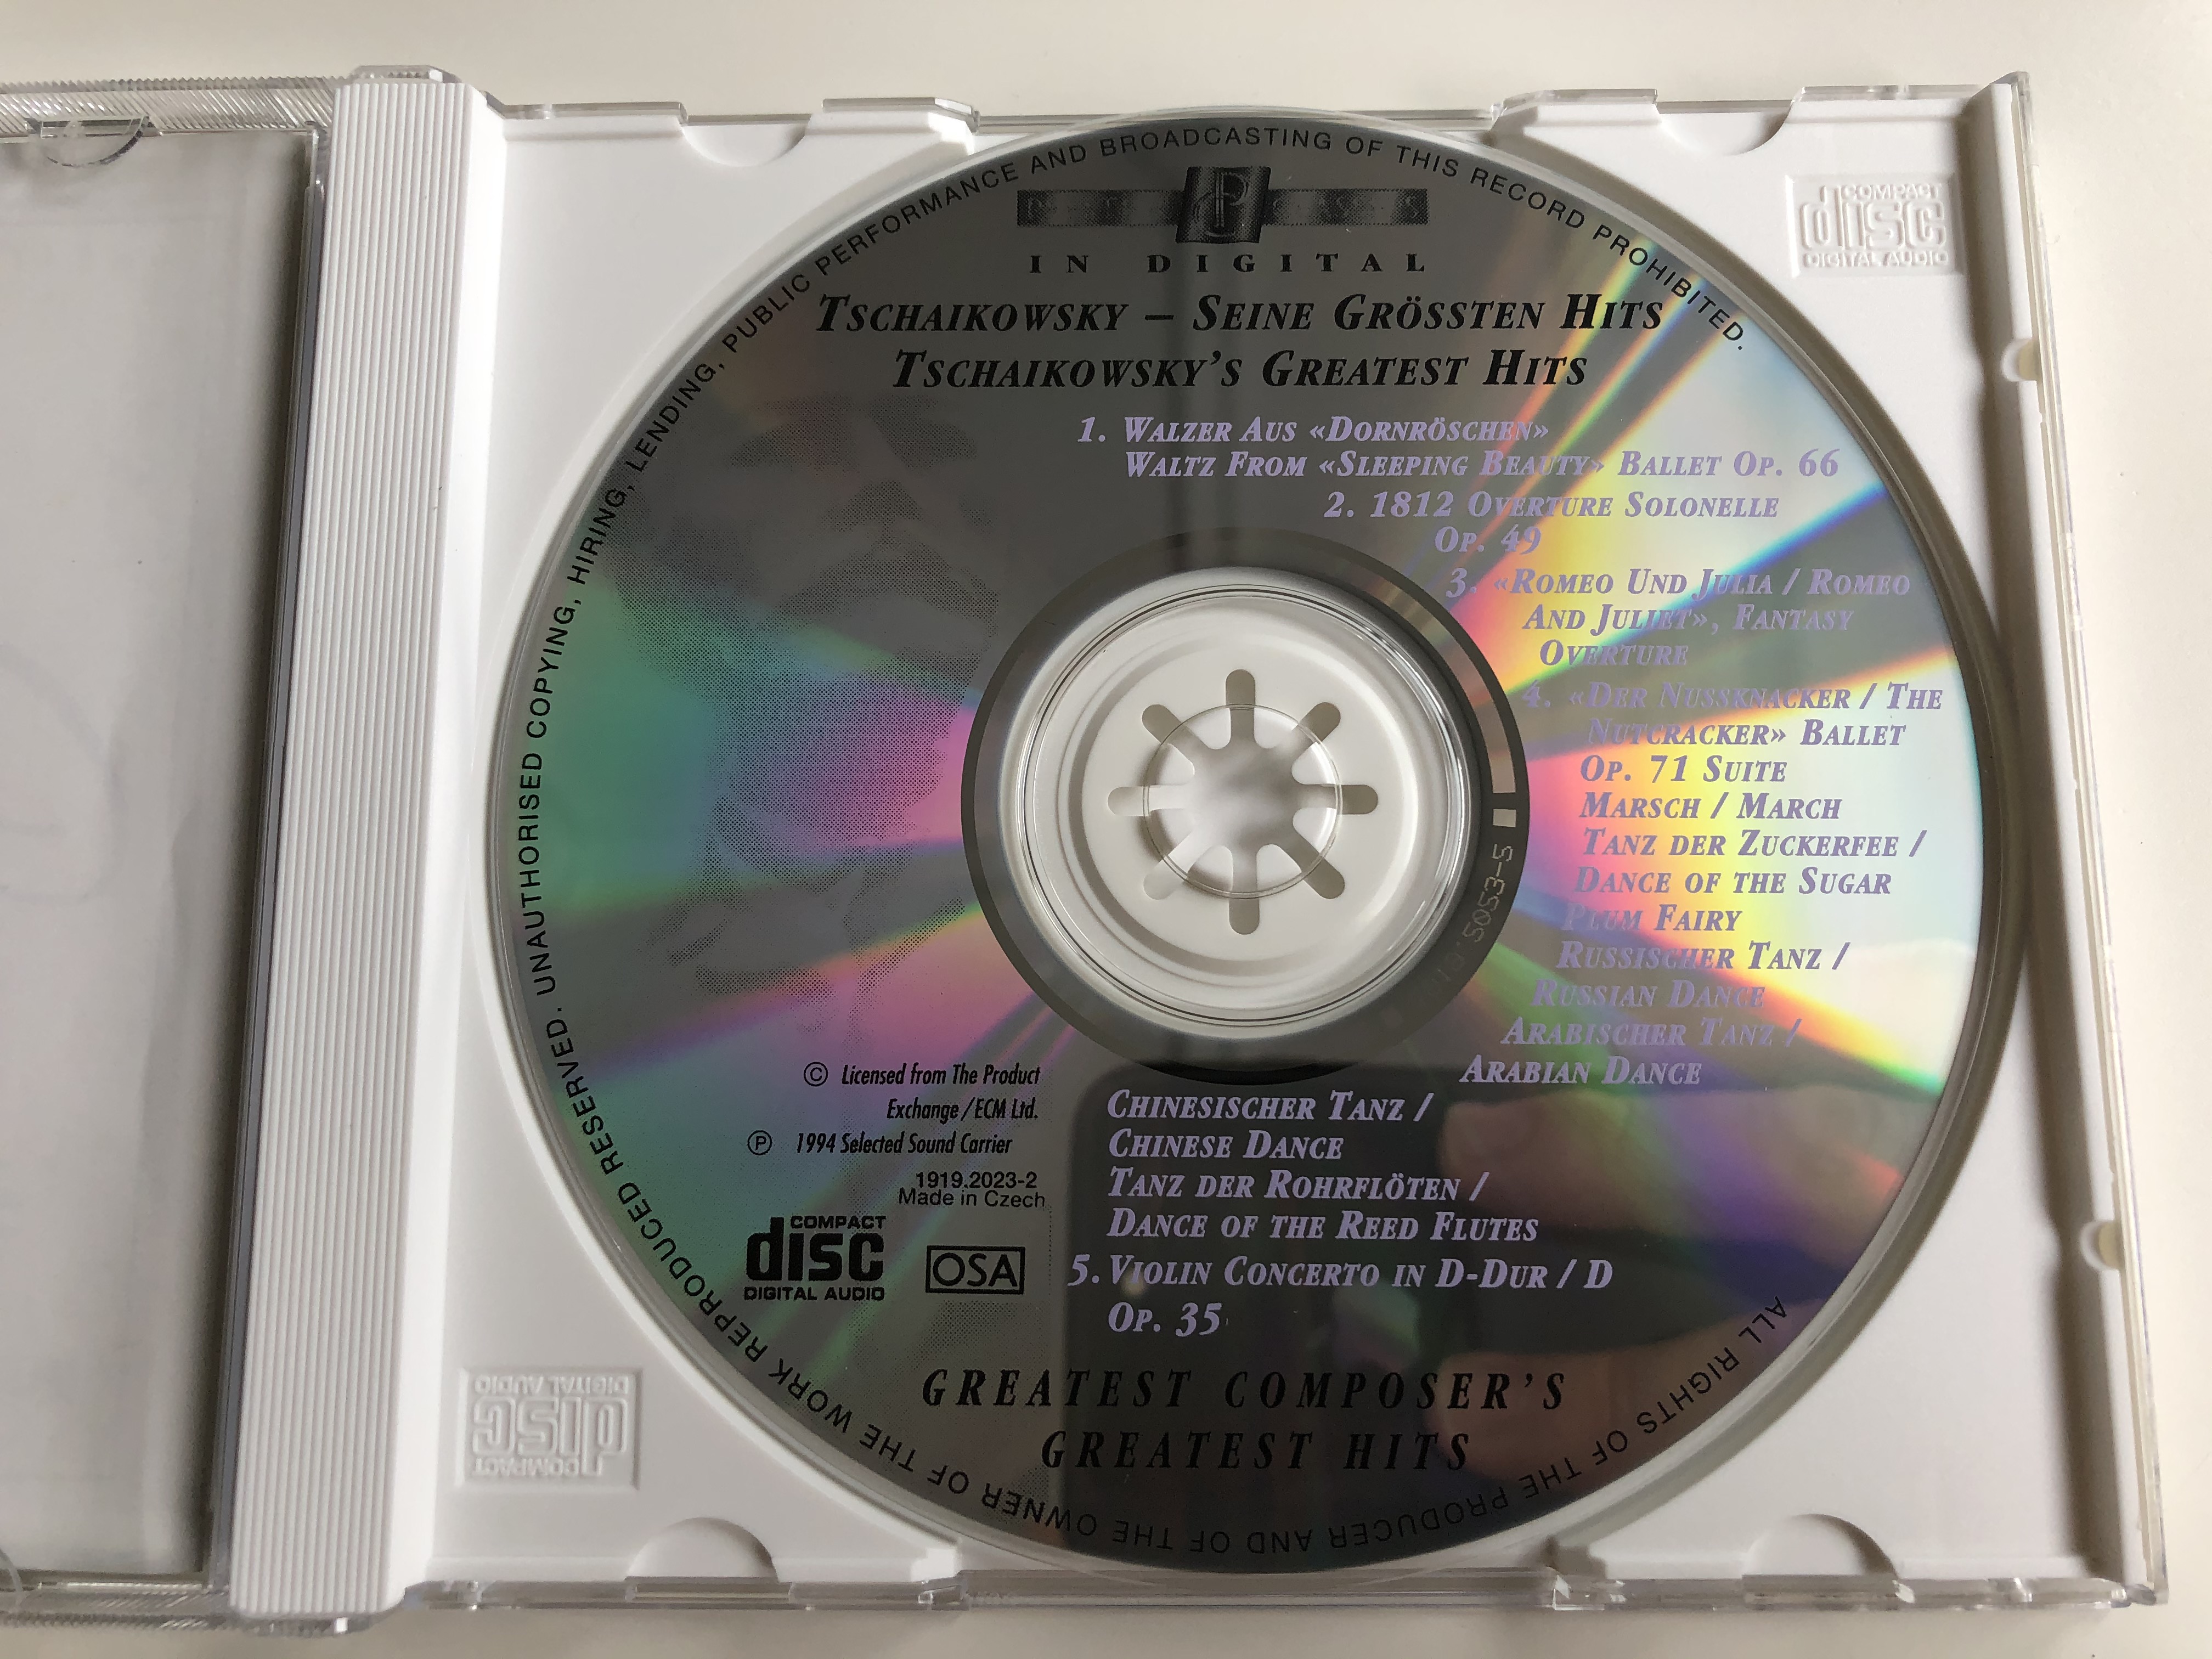 ALL RIGHTS OF THE PRODUCER AND OF THE OWNER OF THE WORK REPRODUCED RESERVED. UNAUTHORISED COPYING, HIRING, LENDING, PUBLIC PERFORMANCE AND BROADCASTING OF THIS RECORD PROHIBITED.
IN DIGITAL
TSCHAIKOWSKY – SEINE GRÖSSTEN HITS
TSCHAIKOWSKY'S GREATEST HITS
1. WALZER AUS «DORNRÖSCHEN»
WALTZ FROM «SLEEPING BEAUTY» BALLET OP. 66
2. 1812 OVERTURE SOLONELLE
OP. 49
3. «ROMEO UND JULIA / ROMEO
AND JULIET», FANTASY
OVERTURE
4. «DER NUSSKNACKER / THE
NUTCRACKER» BALLET
OP. 71 SUITE
MARSCH / MARCH
TANZ DER ZUCKERFEE /
DANCE OF THE SUGAR
PLUM FAIRY
RUSSISCHER TANZ /
RUSSIAN DANCE
ARABISCHER TANZ /
ARABIAN DANCE
CHINESISCHER TANZ /
CHINESE DANCE
TANZ DER ROHRFLÖTEN /
DANCE OF THE REED FLUTES
5. VIOLIN CONCERTO IN D-DUR / D
OP. 35
© Licensed from The Product
Exchange/ECM Ltd.
℗ 1994 Selected Sound Carrier
1919.2023-2
Made in Czech
COMPACT
disc
DIGITAL AUDIO
OSA
GREATEST COMPOSER'S
GREATEST HITS
COMPACT
disc
DIGITAL AUDIO
COMPACT
disc
DIGITAL AUDIO